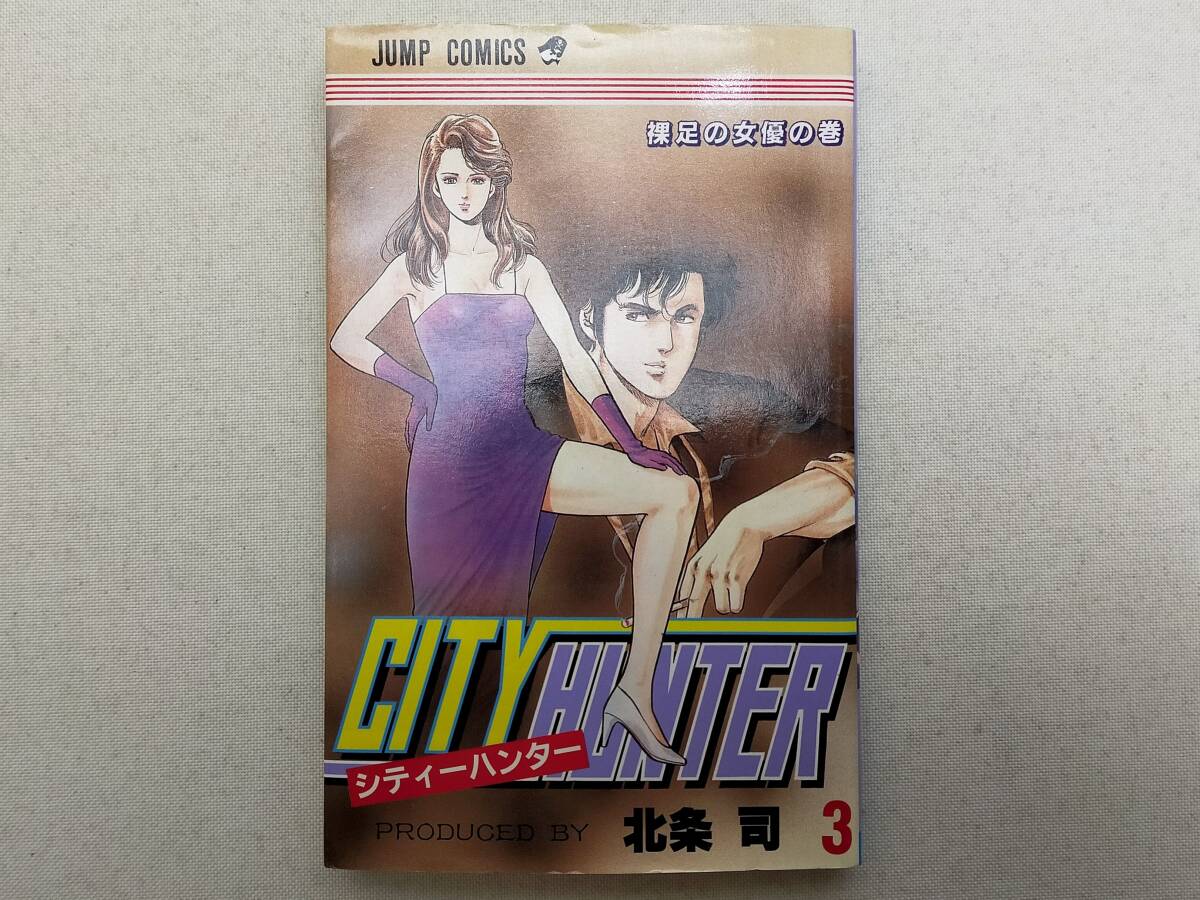 JUMP COMICS
裸足の女優の巻
CITY HUNTER
シティーハンター
PRODUCED BY 北条 司 3